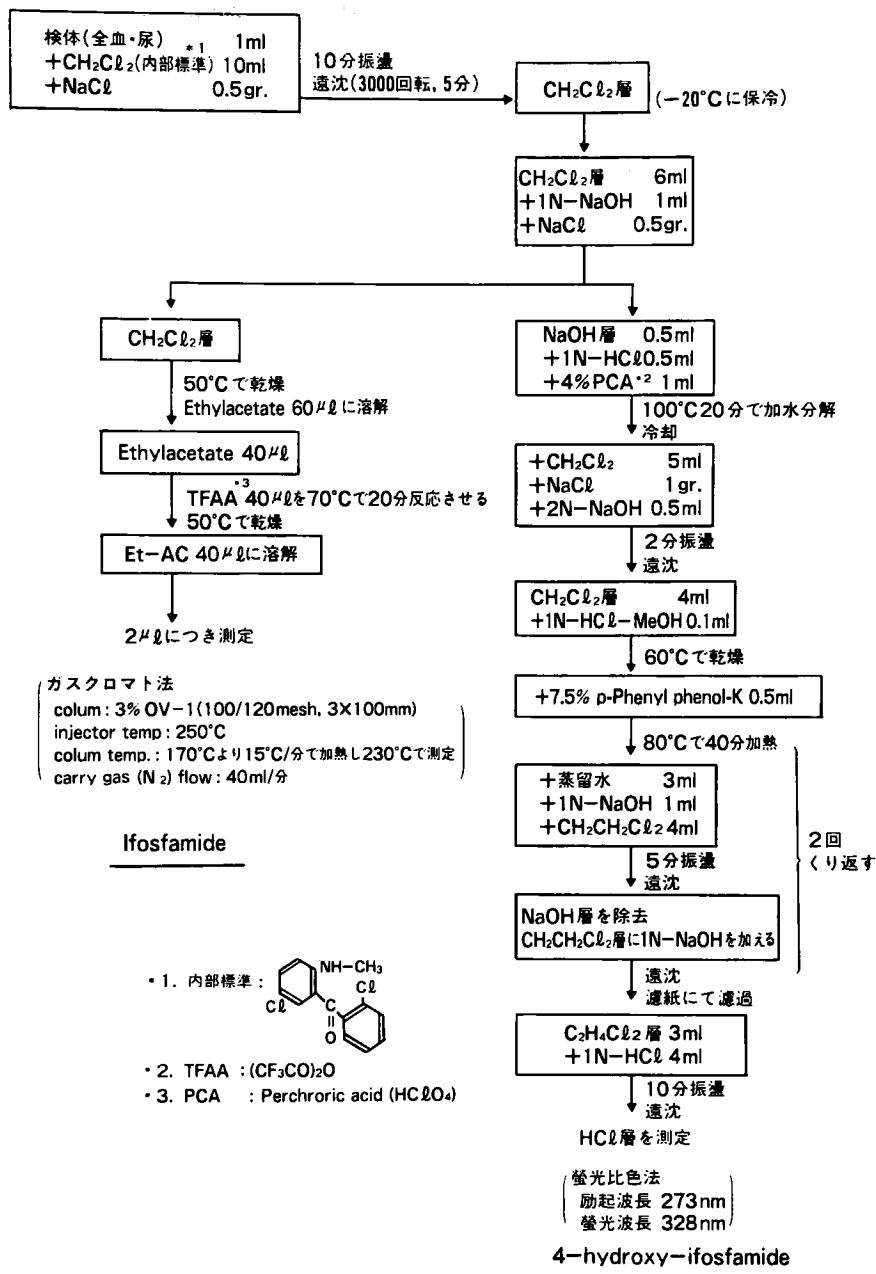 検体(全血・尿) *1 1ml
+CH₂Cℓ₂(内部標準) 10ml
+NaCℓ 0.5gr.
10分振盪
遠沈(3000回転, 5分)
CH₂Cℓ₂層
(−20°Cに保冷)
CH₂Cℓ₂層 6ml
+1N−NaOH 1ml
+NaCℓ 0.5gr.
CH₂Cℓ₂層
50°Cで乾燥
Ethylacetate 60μℓに溶解
Ethylacetate 40μℓ
TFAA*3 40μℓを70°Cで20分反応させる
50°Cで乾燥
Et−AC 40μℓに溶解
2μℓにつき測定
ガスクロマト法
colum : 3% OV−1(100/120mesh, 3×100mm)
injector temp : 250°C
colum temp. : 170°Cより15°C/分で加熱し230°Cで測定
carry gas (N₂) flow : 40ml/分
Ifosfamide
NaOH層 0.5ml
+1N−HCℓ0.5ml
+4%PCA*2 1ml
100°C20分で加水分解
冷却
+CH₂Cℓ₂ 5ml
+NaCℓ 1gr.
+2N−NaOH 0.5ml
2分振盪
遠沈
CH₂Cℓ₂層 4ml
+1N−HCℓ−MeOH 0.1ml
60°Cで乾燥
+7.5% p-Phenyl phenol-K 0.5ml
80°Cで40分加熱
+蒸留水 3ml
+1N−NaOH 1ml
+CH₂CH₂Cℓ2 4ml
5分振盪
遠沈
NaOH層を除去
CH₂CH₂Cℓ₂層に1N−NaOHを加える
2回
くり返す
遠沈
濾紙にて濾過
C₂H₄Cℓ₂層 3ml
+1N−HCℓ 4ml
10分振盪
遠沈
HCℓ層を測定
螢光比色法
励起波長 273nm
螢光波長 328nm
4−hydroxy−ifosfamide
*1. 内部標準 :
NH−CH₃
Cℓ
Cℓ
C
O
*2. TFAA : (CF₃CO)₂O
*3. PCA : Perchroric acid (HCℓO₄)